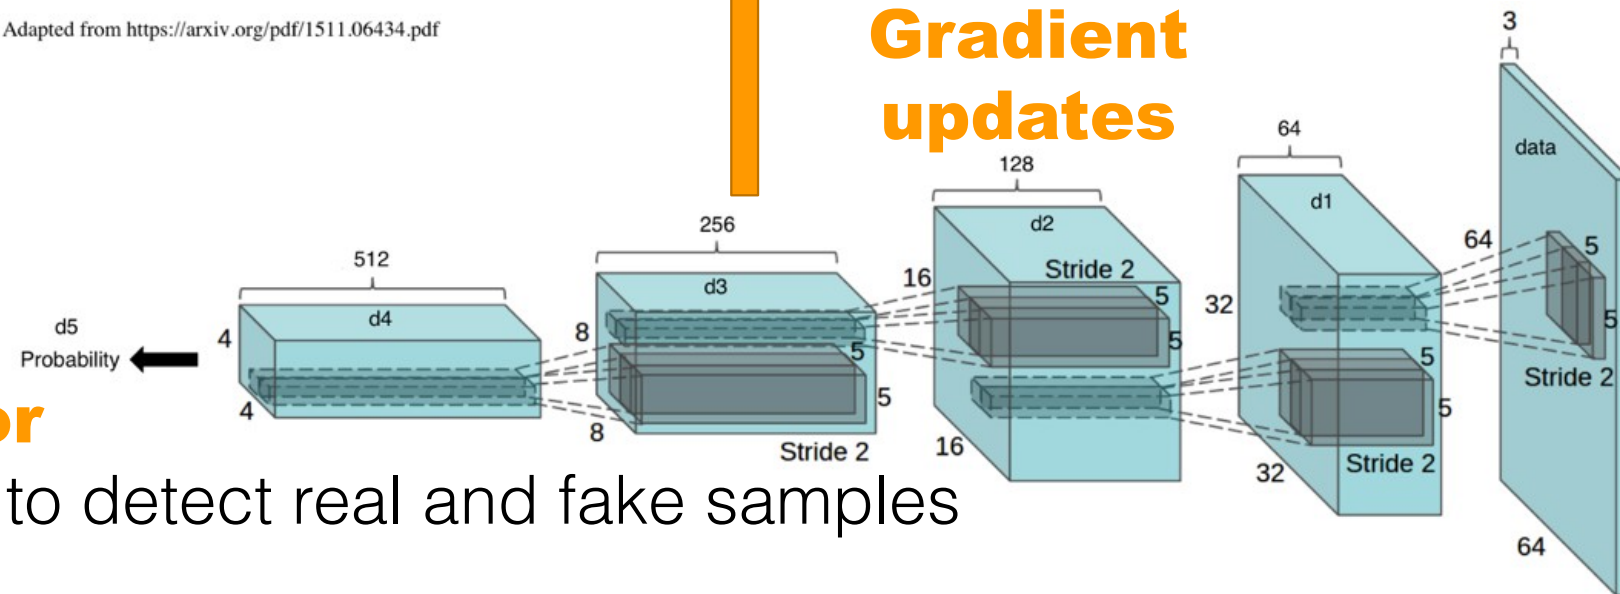 Adapted from https://arxiv.org/pdf/1511.06434.pdf
Gradient
updates
3
data
64
5
5
Stride 2
64
64
d1
32
5
5
Stride 2
32
128
d2
Stride 2
16
5
5
16
256
d3
8
5
5
8
Stride 2
512
d4
4
4
d5
Probability
or
to detect real and fake samples